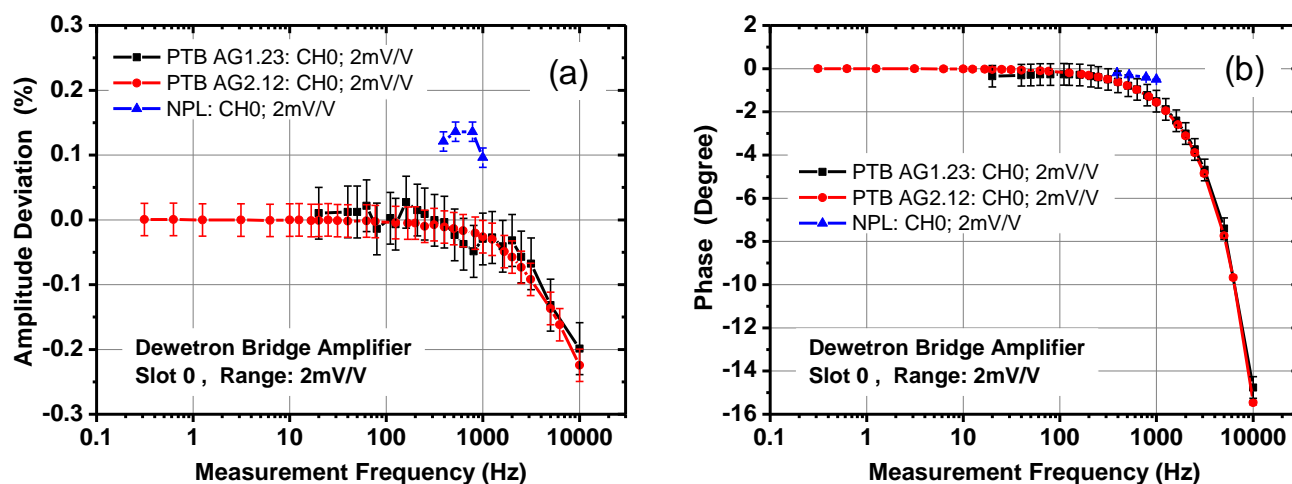 0.3
0.2
0.1
0.0
-0.1
-0.2
-0.3
Amplitude Deviation (%)
PTB AG1.23: CH0; 2mV/V
PTB AG2.12: CH0; 2mV/V
NPL: CH0; 2mV/V
(a)
Dewetron Bridge Amplifier
Slot 0 , Range: 2mV/V
0.1 1 10 100 1000 10000
Measurement Frequency (Hz)
2
0
-2
-4
-6
-8
-10
-12
-14
-16
Phase (Degree)
(b)
PTB AG1.23: CH0; 2mV/V
PTB AG2.12: CH0; 2mV/V
NPL: CH0; 2mV/V
Dewetron Bridge Amplifier
Slot 0 , Range: 2mV/V
0.1 1 10 100 1000 10000
Measurement Frequency (Hz)